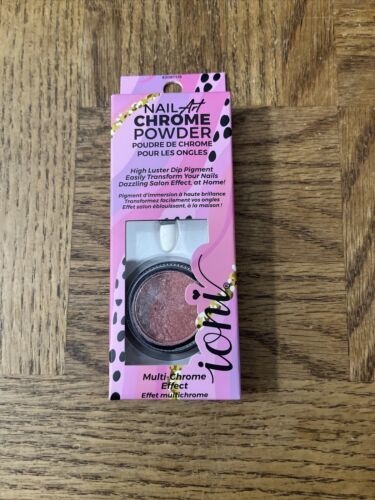 NAIL Art
CHROME
POWDER
POUDRE DE CHROME
POUR LES ONGLES
High Luster Dip Pigment
Easily Transform Your Nails
Dazzling Salon Effect, at Home!
Pigment d'immersion à haute brillance
Transformez facilement vos ongles
Effet salon éblouissant, à la maison !
ioni®
Multi-Chrome
Effect
Effet multichrome